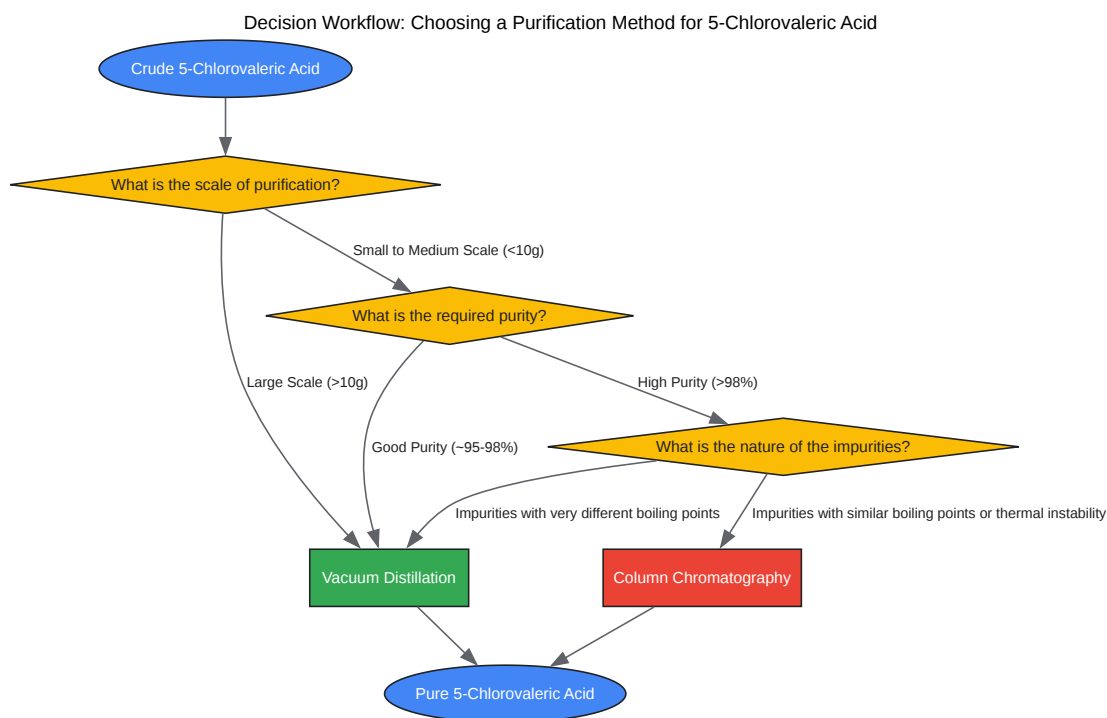 Decision Workflow: Choosing a Purification Method for 5-Chlorovaleric Acid
Crude 5-Chlorovaleric Acid
What is the scale of purification?
Small to Medium Scale (<10g)
What is the required purity?
Large Scale (>10g)
High Purity (>98%)
Good Purity (~95-98%)
What is the nature of the impurities?
Impurities with very different boiling points
Impurities with similar boiling points or thermal instability
Vacuum Distillation
Column Chromatography
Pure 5-Chlorovaleric Acid